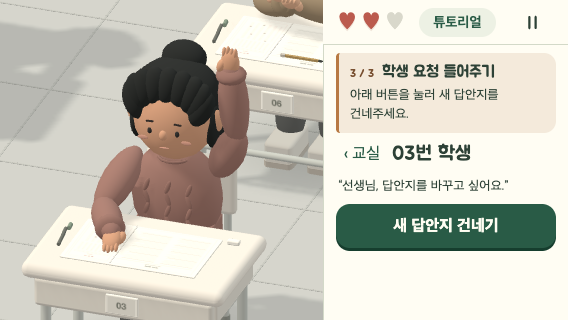 튜토리얼
3 / 3 학생 요청 들어주기
아래 버튼을 눌러 새 답안지를
건네주세요.
‹ 교실 03번 학생
"선생님, 답안지를 바꾸고 싶어요."
새 답안지 건네기
06
03